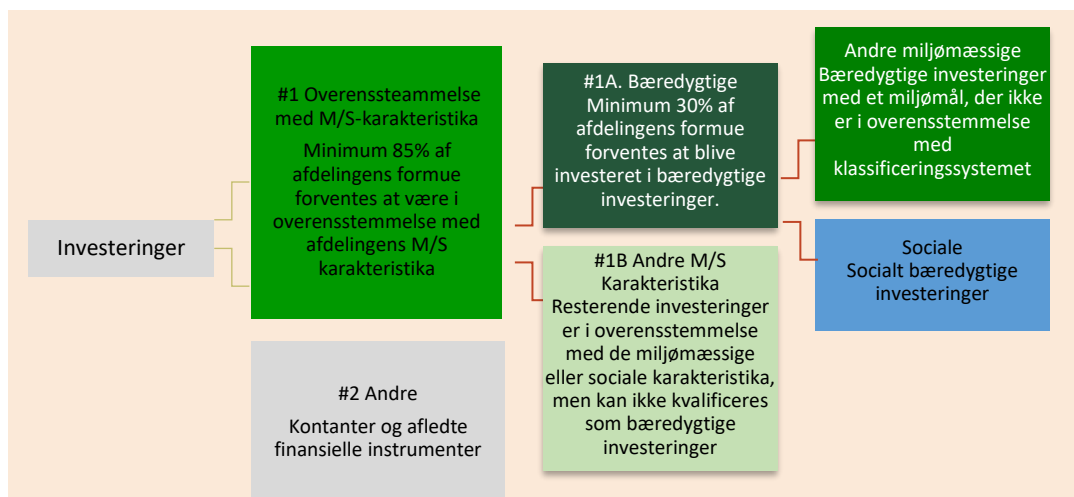 Investeringer
#1 Overenssteammelse
med M/S-karakteristika
Minimum 85% af
afdelingens formue
forventes at være i
overensstemmelse med
afdelingens M/S
karakteristika
#2 Andre
Kontanter og afledte
finansielle instrumenter
#1A. Bæredygtige
Minimum 30% af
afdelingens formue
forventes at blive
investeret i bæredygtige
investeringer.
#1B Andre M/S
Karakteristika
Resterende investeringer
er i overensstemmelse
med de miljømæssige
eller sociale karakteristika,
men kan ikke kvalificeres
som bæredygtige
investeringer
Andre miljømæssige
Bæredygtige investeringer
med et miljømål, der ikke
er i overensstemmelse
med
klassificeringssystemet
Sociale
Socialt bæredygtige
investeringer